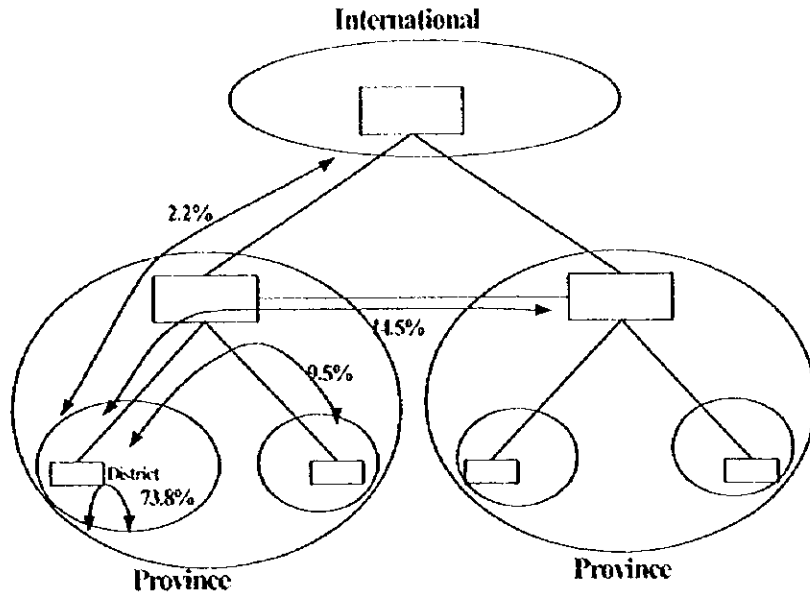 International
2.2%
14.5%
9.5%
District
73.8%
Province
Province